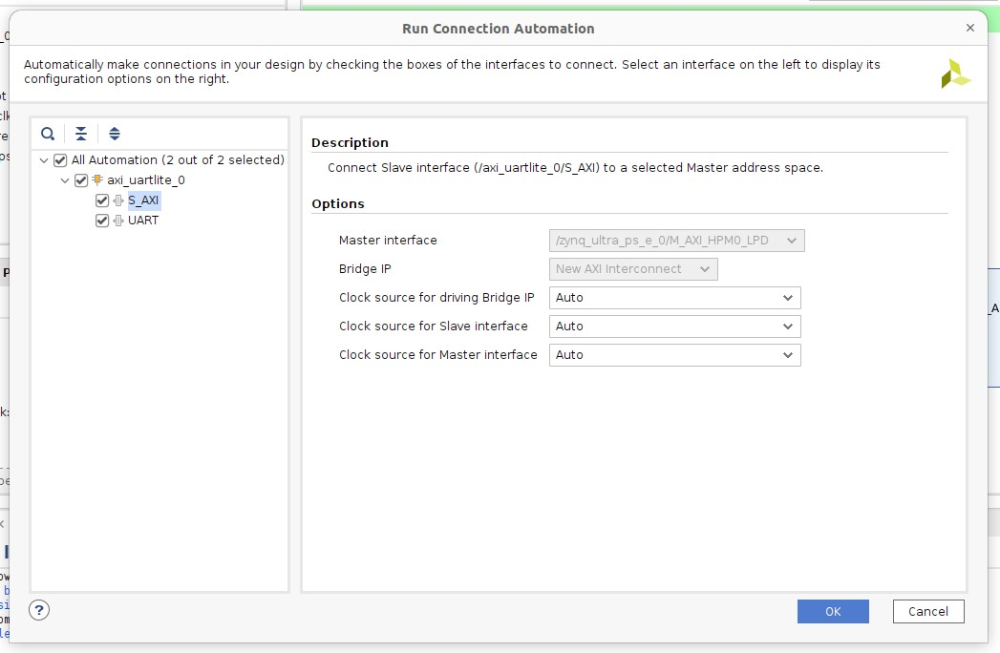 Run Connection Automation
Automatically make connections in your design by checking the boxes of the interfaces to connect. Select an interface on the left to display its
configuration options on the right.
All Automation (2 out of 2 selected)
axi_uartlite_0
S_AXI
UART
Description
Connect Slave interface (/axi_uartlite_0/S_AXI) to a selected Master address space.
Options
Master interface
/zynq_ultra_ps_e_0/M_AXI_HPM0_LPD
Bridge IP
New AXI Interconnect
Clock source for driving Bridge IP
Auto
Clock source for Slave interface
Auto
Clock source for Master interface
Auto
?
OK
Cancel